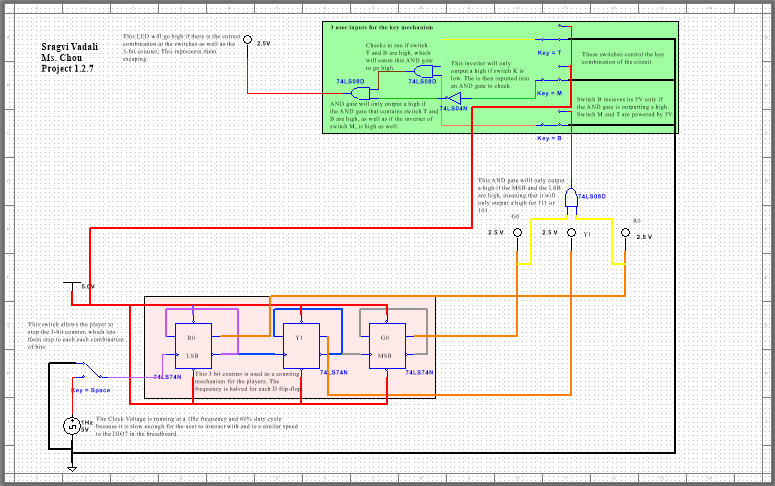 Sragvi Vadali
Ms. Chou
Project 1.2.7
This LED will go high if there is the correct
combination at the switches as well as the
3-bit counter; This represents them
escaping.
2.5V
3 user inputs for the key mechanism
Checks to see if switch
T and B are high, which
will cause this AND gate
to go high.
74LS08D
74LS08D
This inverter will only
output a high if switch K is
low. The is then inputted into
an AND gate to check.
74LS04N
AND gate will only output a high if
the AND gate that contains switch T and
B are high, as well as if the inverter of
switch M, is high as well.
Key = T
These switches control the key
combination of the circuit.
Key = M
Switch B recieves its 5V only if
the AND gate is outputting a high.
Switch M and T are powered by 5V.
Key = B
This AND gate willl only output
a high if the MSB and the LSB
are high, meaning that it will
only output a high for 111 or
101.
74LS08D
G0
2.5 V
2.5 V
Y1
R0
2.5 V
5.0V
This switch allows the player to
stop the 3-bit counter, which lets
them stop to each each combination
of bits.
Key = Space
R0
LSB
74LS74N
Y1
74LS74N
G0
MSB
74LS74N
This 3 bit counter is used as a counting
mechanism for the players. The
frequency is halved for each D flip-flop.
1Hz
5V
The Clock Voltage is running at a 1Hz frequency and 60% duty cycle
because it is slow enough for the user to interact with and is a similar speed
to the DIO7 in the breadboard.